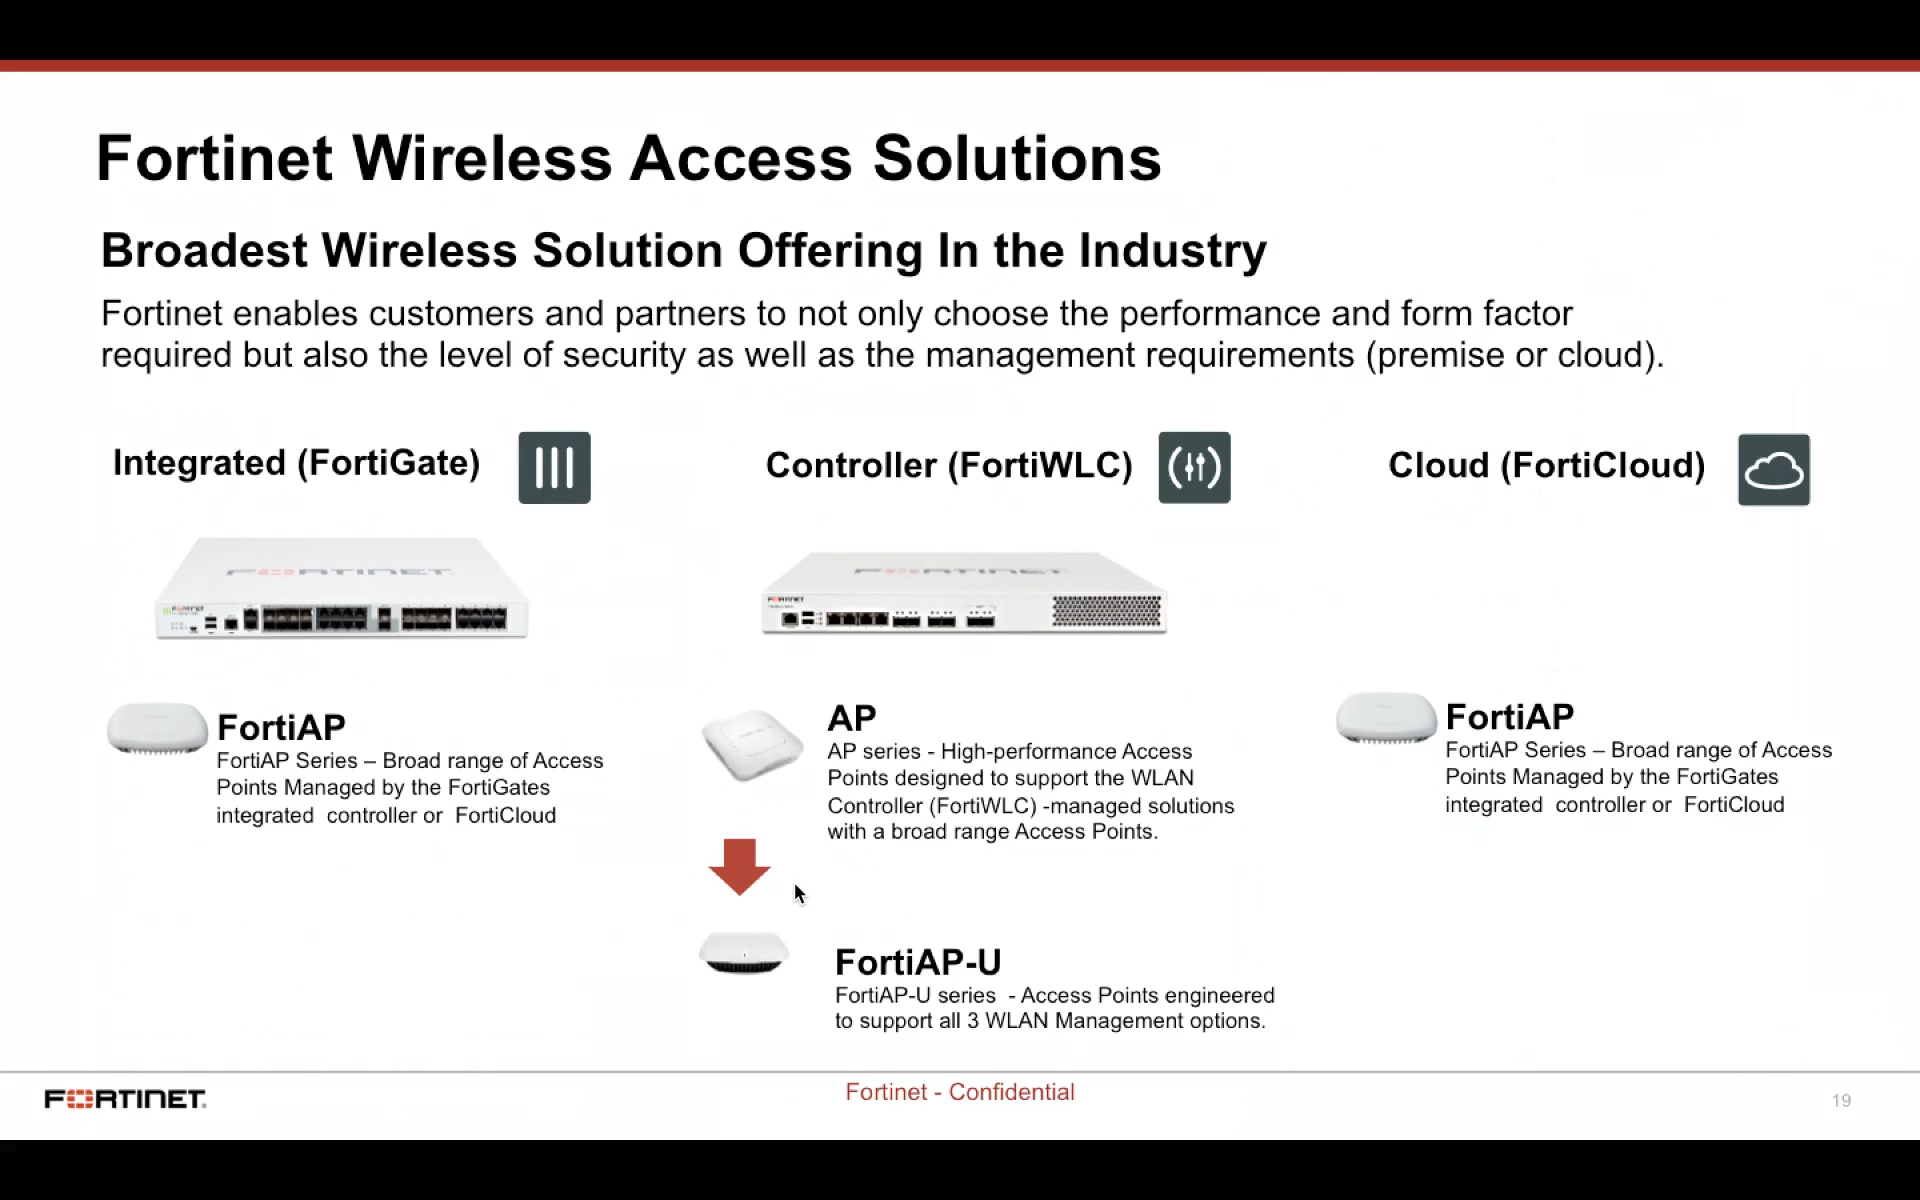 Fortinet Wireless Access Solutions
Broadest Wireless Solution Offering In the Industry
Fortinet enables customers and partners to not only choose the performance and form factor
required but also the level of security as well as the management requirements (premise or cloud).
Integrated (FortiGate)
FORTINET
FORTINET
FortiAP
FortiAP Series – Broad range of Access
Points Managed by the FortiGates
integrated controller or FortiCloud
Controller (FortiWLC)
FORTINET
FORTINET
AP
AP series - High-performance Access
Points designed to support the WLAN
Controller (FortiWLC) -managed solutions
with a broad range Access Points.
FortiAP-U
FortiAP-U series - Access Points engineered
to support all 3 WLAN Management options.
Cloud (FortiCloud)
FortiAP
FortiAP Series – Broad range of Access
Points Managed by the FortiGates
integrated controller or FortiCloud
FORTINET
Fortinet - Confidential
19